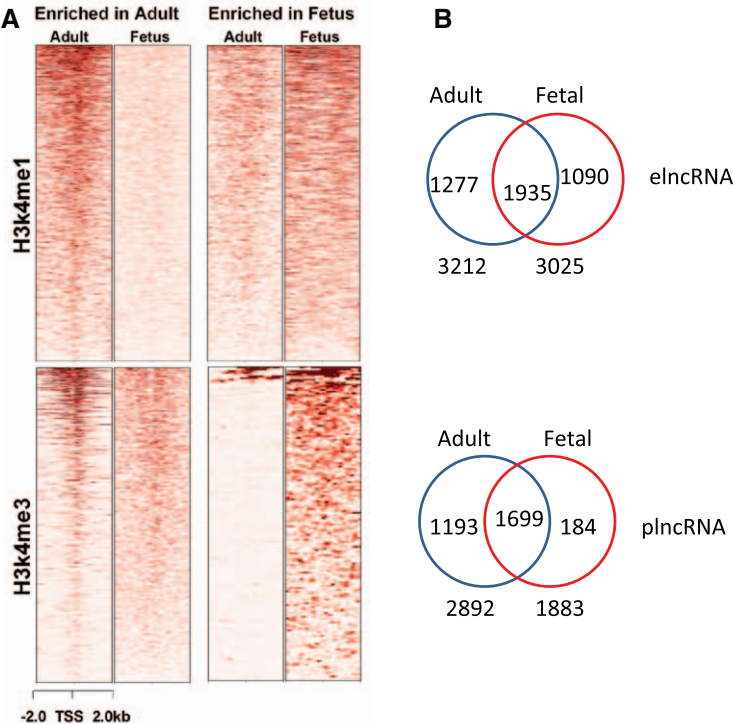 A
Enriched in Adult
Enriched in Fetus
Adult
Fetus
Adult
Fetus
H3k4me1
H3k4me3
-2.0 TSS 2.0kb
B
Adult
Fetal
1277
1935
1090
elncRNA
3212
3025
Adult
Fetal
1193
1699
184
plncRNA
2892
1883